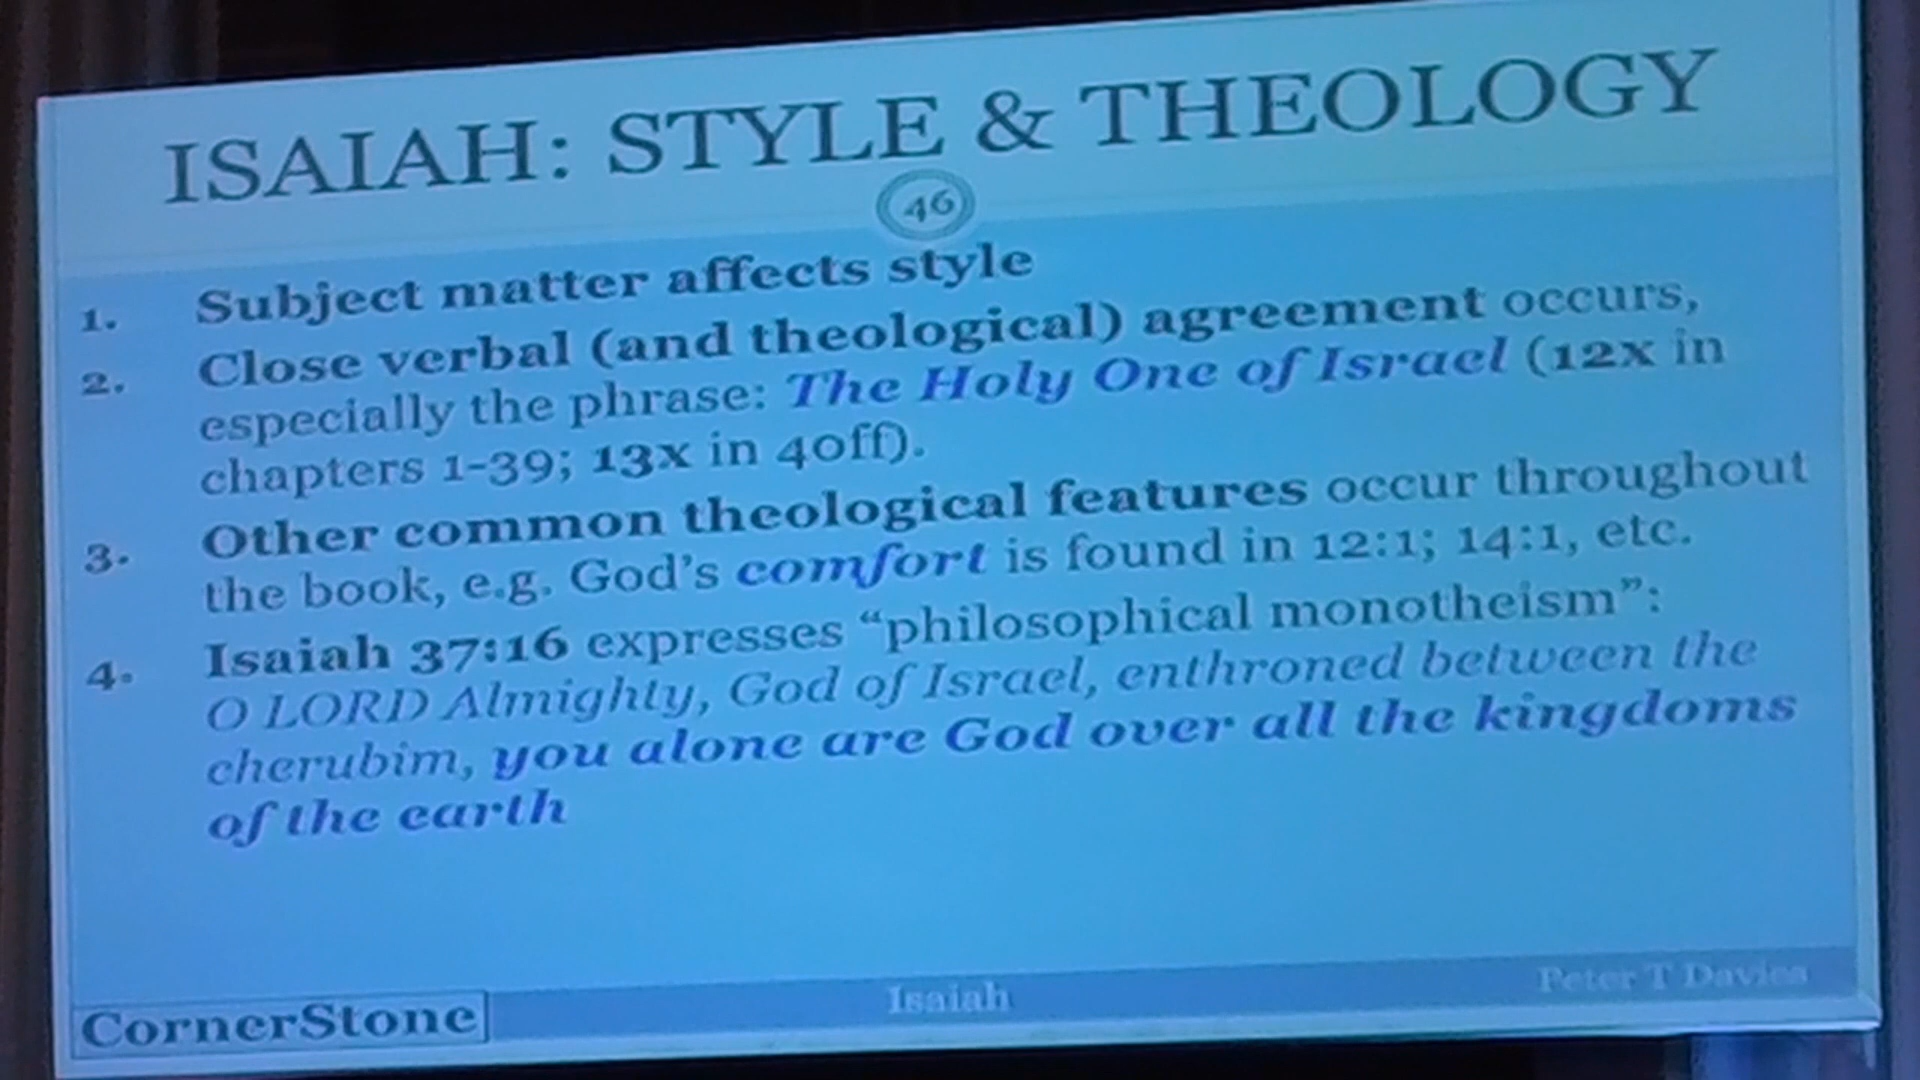 ISAIAH: STYLE & THEOLOGY
46
1. Subject matter affects style
2. Close verbal (and theological) agreement occurs,
especially the phrase: The Holy One of Israel (12x in
chapters 1-39; 13x in 40ff).
3. Other common theological features occur throughout
the book, e.g. God's comfort is found in 12:1; 14:1, etc.
4. Isaiah 37:16 expresses “philosophical monotheism”:
O LORD Almighty, God of Israel, enthroned between the
cherubim, you alone are God over all the kingdoms
of the earth
CornerStone
Isaiah
Peter T Davies